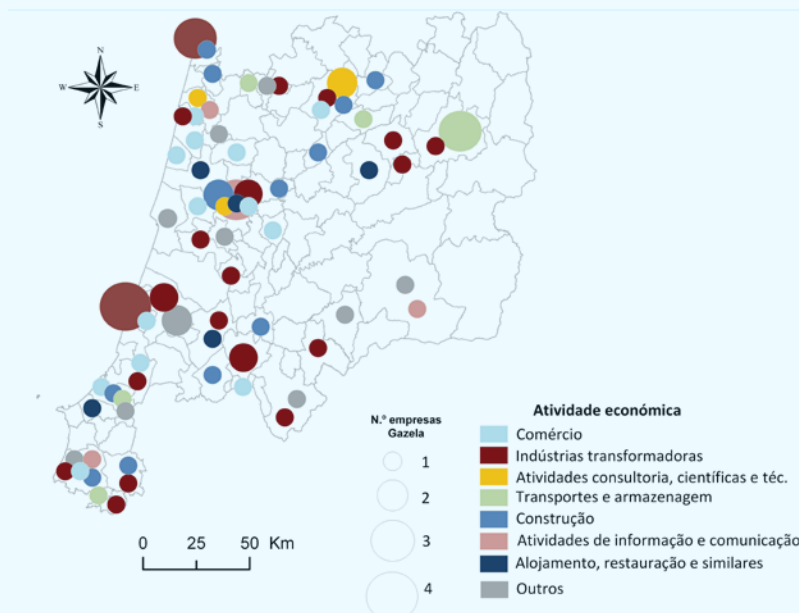 N
W E
S
N.º empresas
Gazela
1
2
3
4
0 25 50 Km
Atividade económica
Comércio
Indústrias transformadoras
Atividades consultoria, científicas e téc.
Transportes e armazenagem
Construção
Atividades de informação e comunicação
Alojamento, restauração e similares
Outros